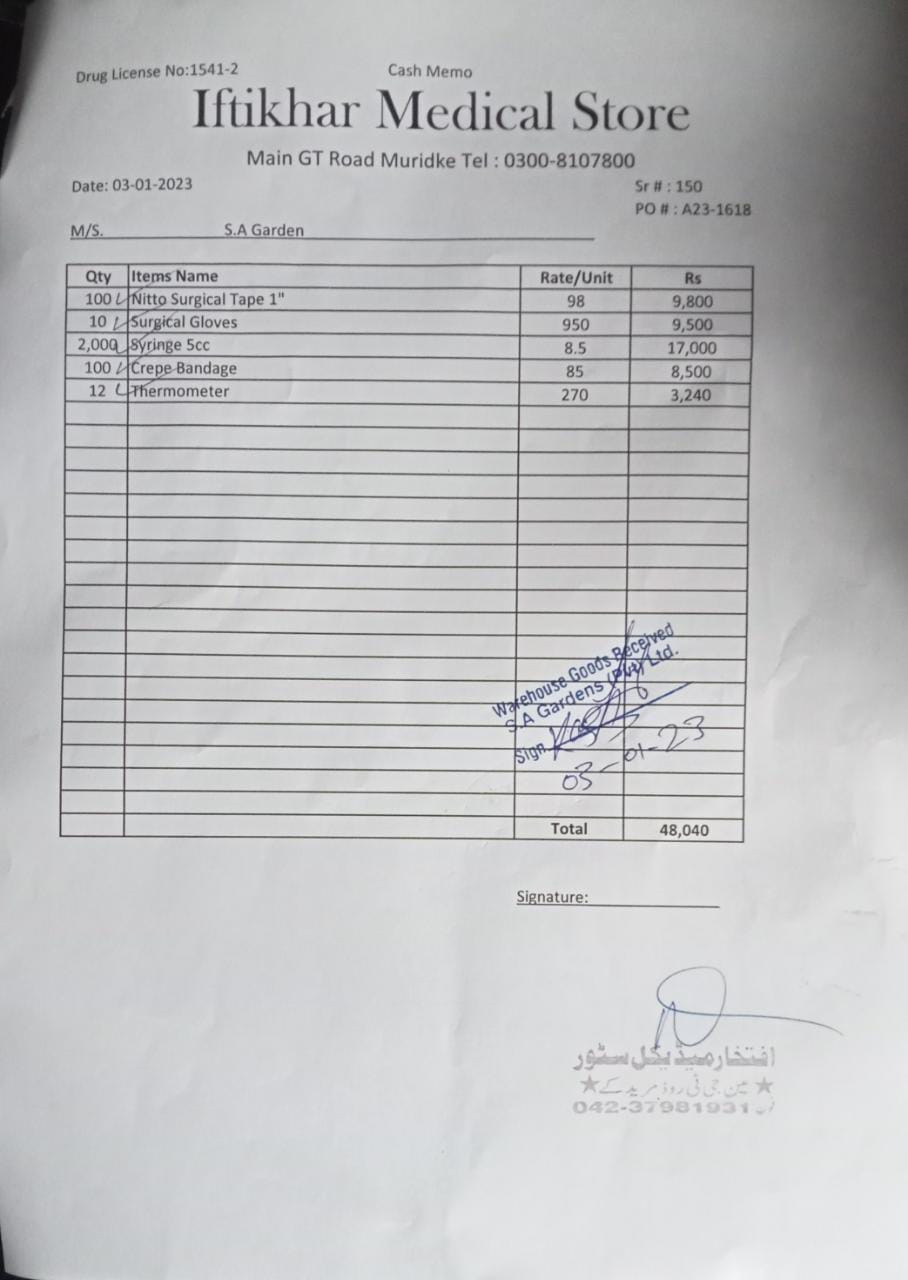 Drug License No:1541-2 Cash Memo
Iftikhar Medical Store
Main GT Road Muridke Tel : 0300-8107800
Date: 03-01-2023 Sr # : 150
PO # : A23-1618
M/S. S.A Garden
Qty Items Name Rate/Unit Rs
100 Nitto Surgical Tape 1" 98 9,800
10 Surgical Gloves 950 9,500
2,000 Syringe 5cc 8.5 17,000
100 Crepe Bandage 85 8,500
12 Thermometer 270 3,240
Warehouse Goods Received
S.A Gardens (Pvt) Ltd.
Sign
03-01-23
Total 48,040
Signature:
افتخار میڈیکل سٹور
مین جی ٹی روڈ مریدکے
042-37981931